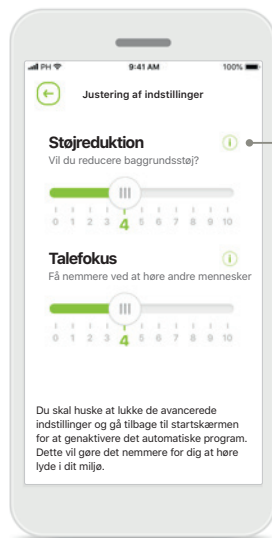 PH 9:41 AM 100%
Justering af indstillinger
Støjreduktion
Vil du reducere baggrundsstøj?
0 1 2 3 4 5 6 7 8 9 10
Talefokus
Få nemmere ved at høre andre mennesker
0 1 2 3 4 5 6 7 8 9 10
Du skal huske at lukke de avancerede
indstillinger og gå tilbage til startskærmen
for at genaktivere det automatiske program.
Dette vil gøre det nemmere for dig at høre
lyde i dit miljø.